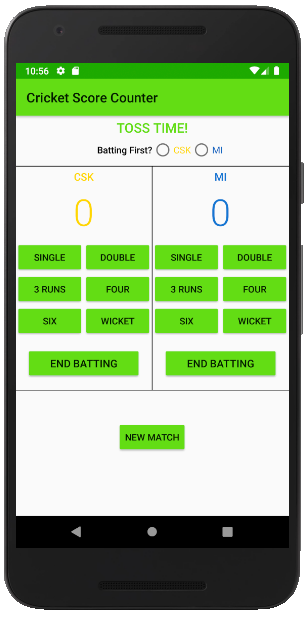 10:56
Cricket Score Counter
TOSS TIME!
Batting First? CSK MI
CSK MI
0 0
SINGLE DOUBLE SINGLE DOUBLE
3 RUNS FOUR 3 RUNS FOUR
SIX WICKET SIX WICKET
END BATTING END BATTING
NEW MATCH